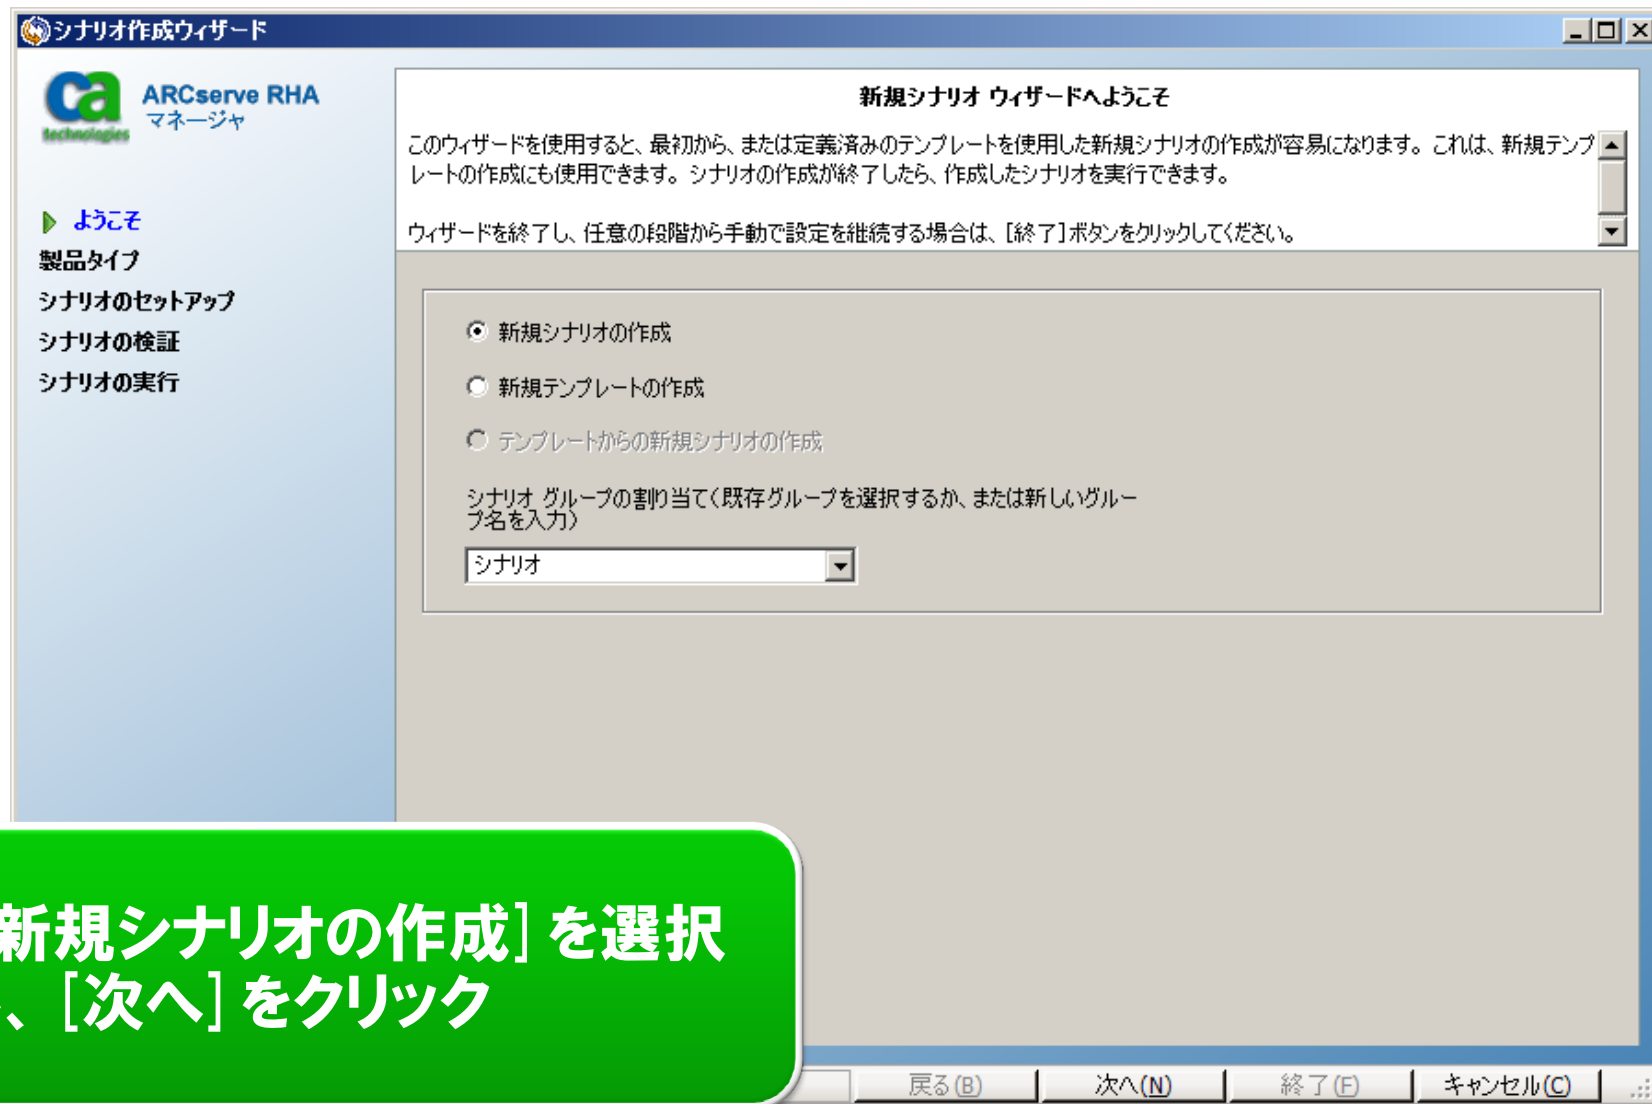 シナリオ作成ウィザード
ca
technologies
ARCserve RHA
マネージャ
ようこそ
製品タイプ
シナリオのセットアップ
シナリオの検証
シナリオの実行
新規シナリオ ウィザードへようこそ
このウィザードを使用すると、最初から、または定義済みのテンプレートを使用した新規シナリオの作成が容易になります。これは、新規テンプ
レートの作成にも使用できます。シナリオの作成が終了したら、作成したシナリオを実行できます。
ウィザードを終了し、任意の段階から手動で設定を継続する場合は、[終了]ボタンをクリックしてください。
新規シナリオの作成
新規テンプレートの作成
テンプレートからの新規シナリオの作成
シナリオ グループの割り当て(既存グループを選択するか、または新しいグルー
プ名を入力)
シナリオ
新規シナリオの作成] を選択
、[次へ] をクリック
戻る(B)
次へ(N)
終了(F)
キャンセル(C)